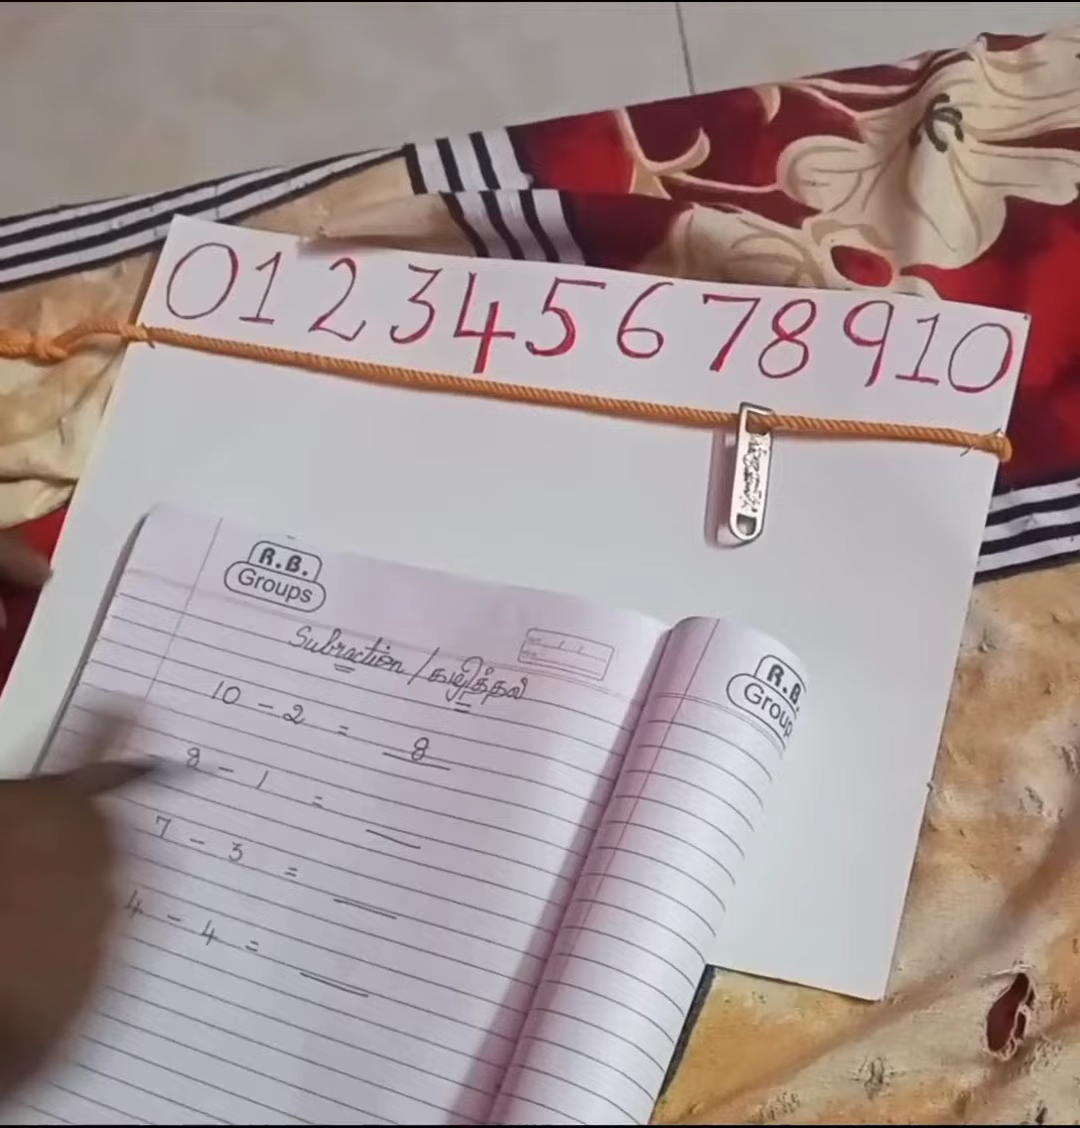 0 1 2 3 4 5 6 7 8 9 10
R.B.
Groups
Subraction / கழித்தல்
10 - 2 = 8
8 - 1 =
7 - 3 =
4 - 4 =
R.B.
Group